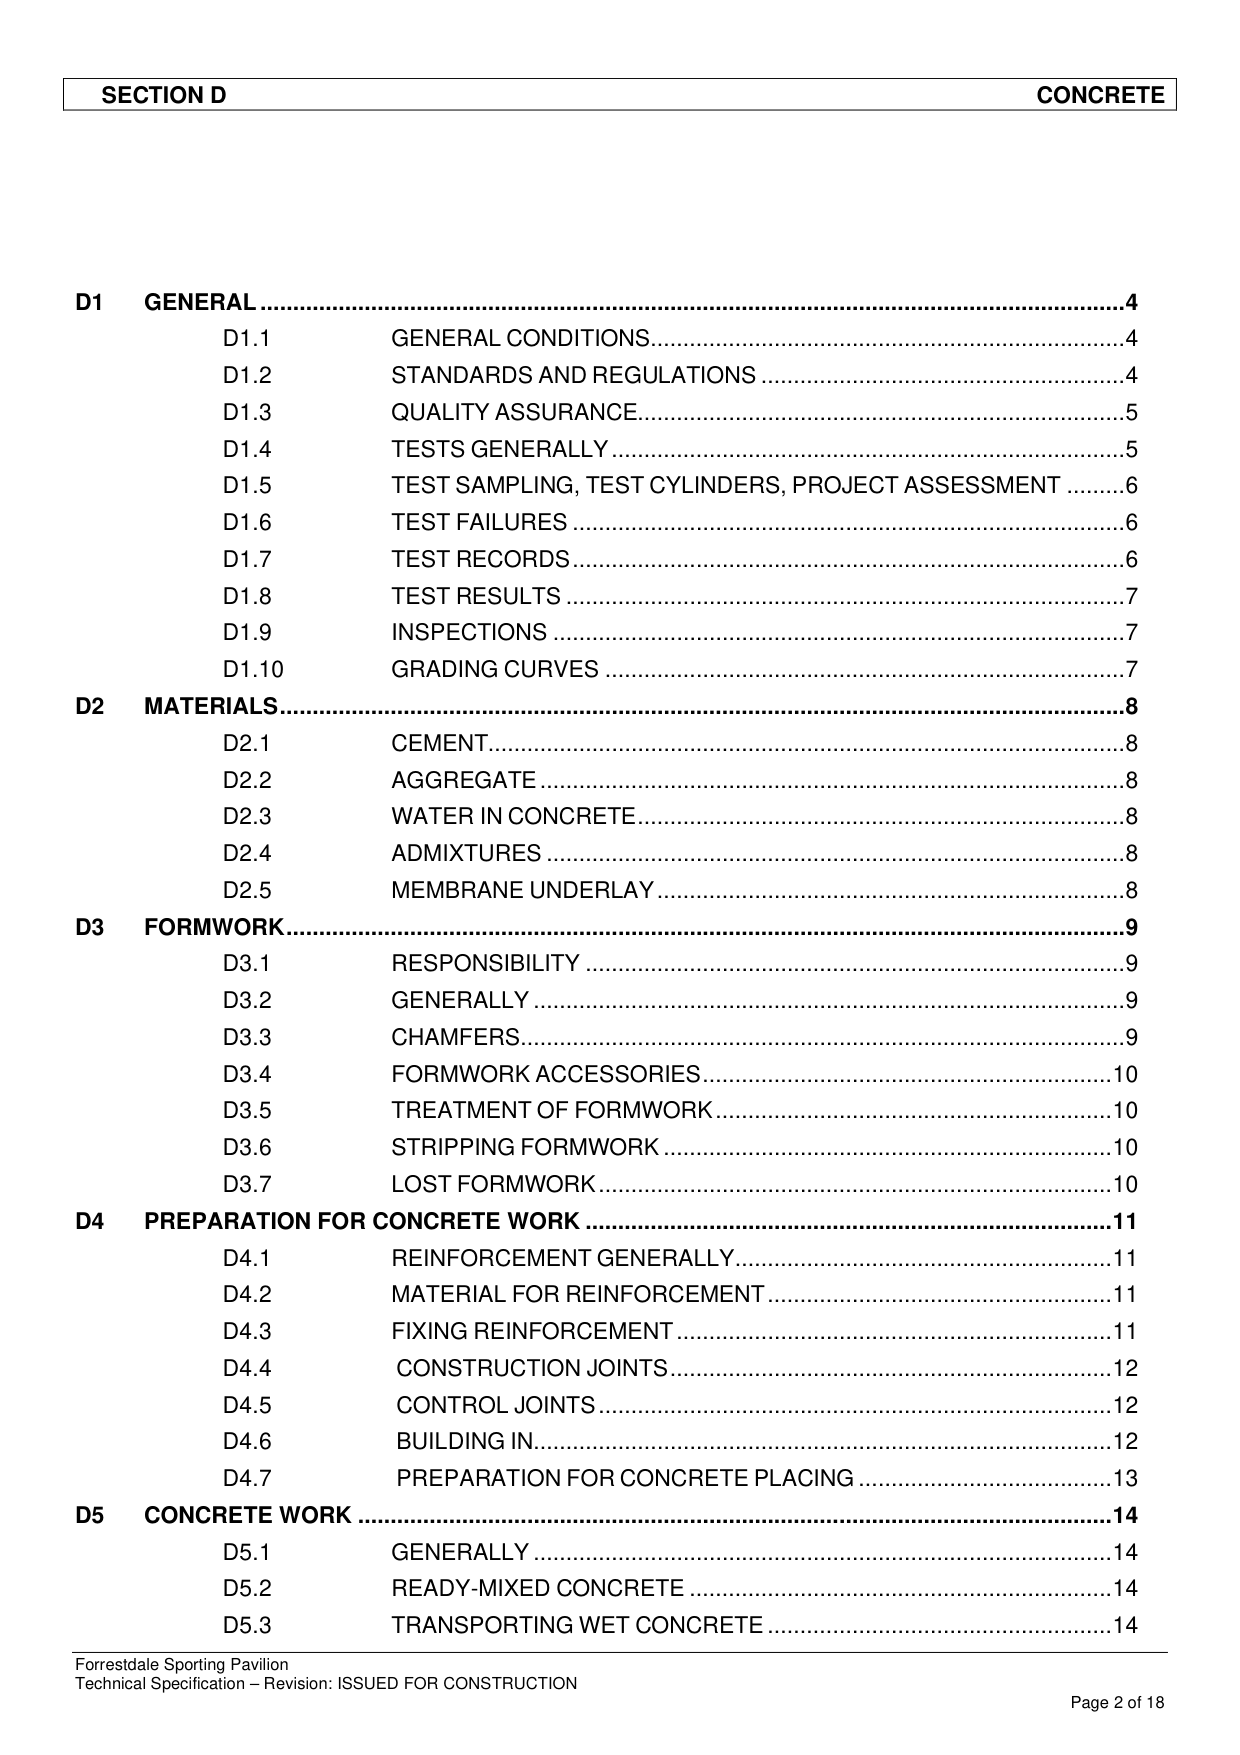 SECTION D CONCRETE
D1 GENERAL ..................................................................................................................................4
D1.1 GENERAL CONDITIONS.........................................................................4
D1.2 STANDARDS AND REGULATIONS ........................................................4
D1.3 QUALITY ASSURANCE...........................................................................5
D1.4 TESTS GENERALLY ...............................................................................5
D1.5 TEST SAMPLING, TEST CYLINDERS, PROJECT ASSESSMENT .........6
D1.6 TEST FAILURES .....................................................................................6
D1.7 TEST RECORDS.....................................................................................6
D1.8 TEST RESULTS ......................................................................................7
D1.9 INSPECTIONS ........................................................................................7
D1.10 GRADING CURVES ................................................................................7
D2 MATERIALS...............................................................................................................................8
D2.1 CEMENT..................................................................................................8
D2.2 AGGREGATE ..........................................................................................8
D2.3 WATER IN CONCRETE...........................................................................8
D2.4 ADMIXTURES .........................................................................................8
D2.5 MEMBRANE UNDERLAY ........................................................................8
D3 FORMWORK..............................................................................................................................9
D3.1 RESPONSIBILITY ...................................................................................9
D3.2 GENERALLY ...........................................................................................9
D3.3 CHAMFERS.............................................................................................9
D3.4 FORMWORK ACCESSORIES...............................................................10
D3.5 TREATMENT OF FORMWORK.............................................................10
D3.6 STRIPPING FORMWORK .....................................................................10
D3.7 LOST FORMWORK...............................................................................10
D4 PREPARATION FOR CONCRETE WORK ................................................................................11
D4.1 REINFORCEMENT GENERALLY..........................................................11
D4.2 MATERIAL FOR REINFORCEMENT .....................................................11
D4.3 FIXING REINFORCEMENT ...................................................................11
D4.4 CONSTRUCTION JOINTS....................................................................12
D4.5 CONTROL JOINTS ...............................................................................12
D4.6 BUILDING IN.........................................................................................12
D4.7 PREPARATION FOR CONCRETE PLACING .......................................13
D5 CONCRETE WORK ...................................................................................................................14
D5.1 GENERALLY .........................................................................................14
D5.2 READY-MIXED CONCRETE .................................................................14
D5.3 TRANSPORTING WET CONCRETE .....................................................14
Forrestdale Sporting Pavilion
Technical Specification – Revision: ISSUED FOR CONSTRUCTION
Page 2 of 18